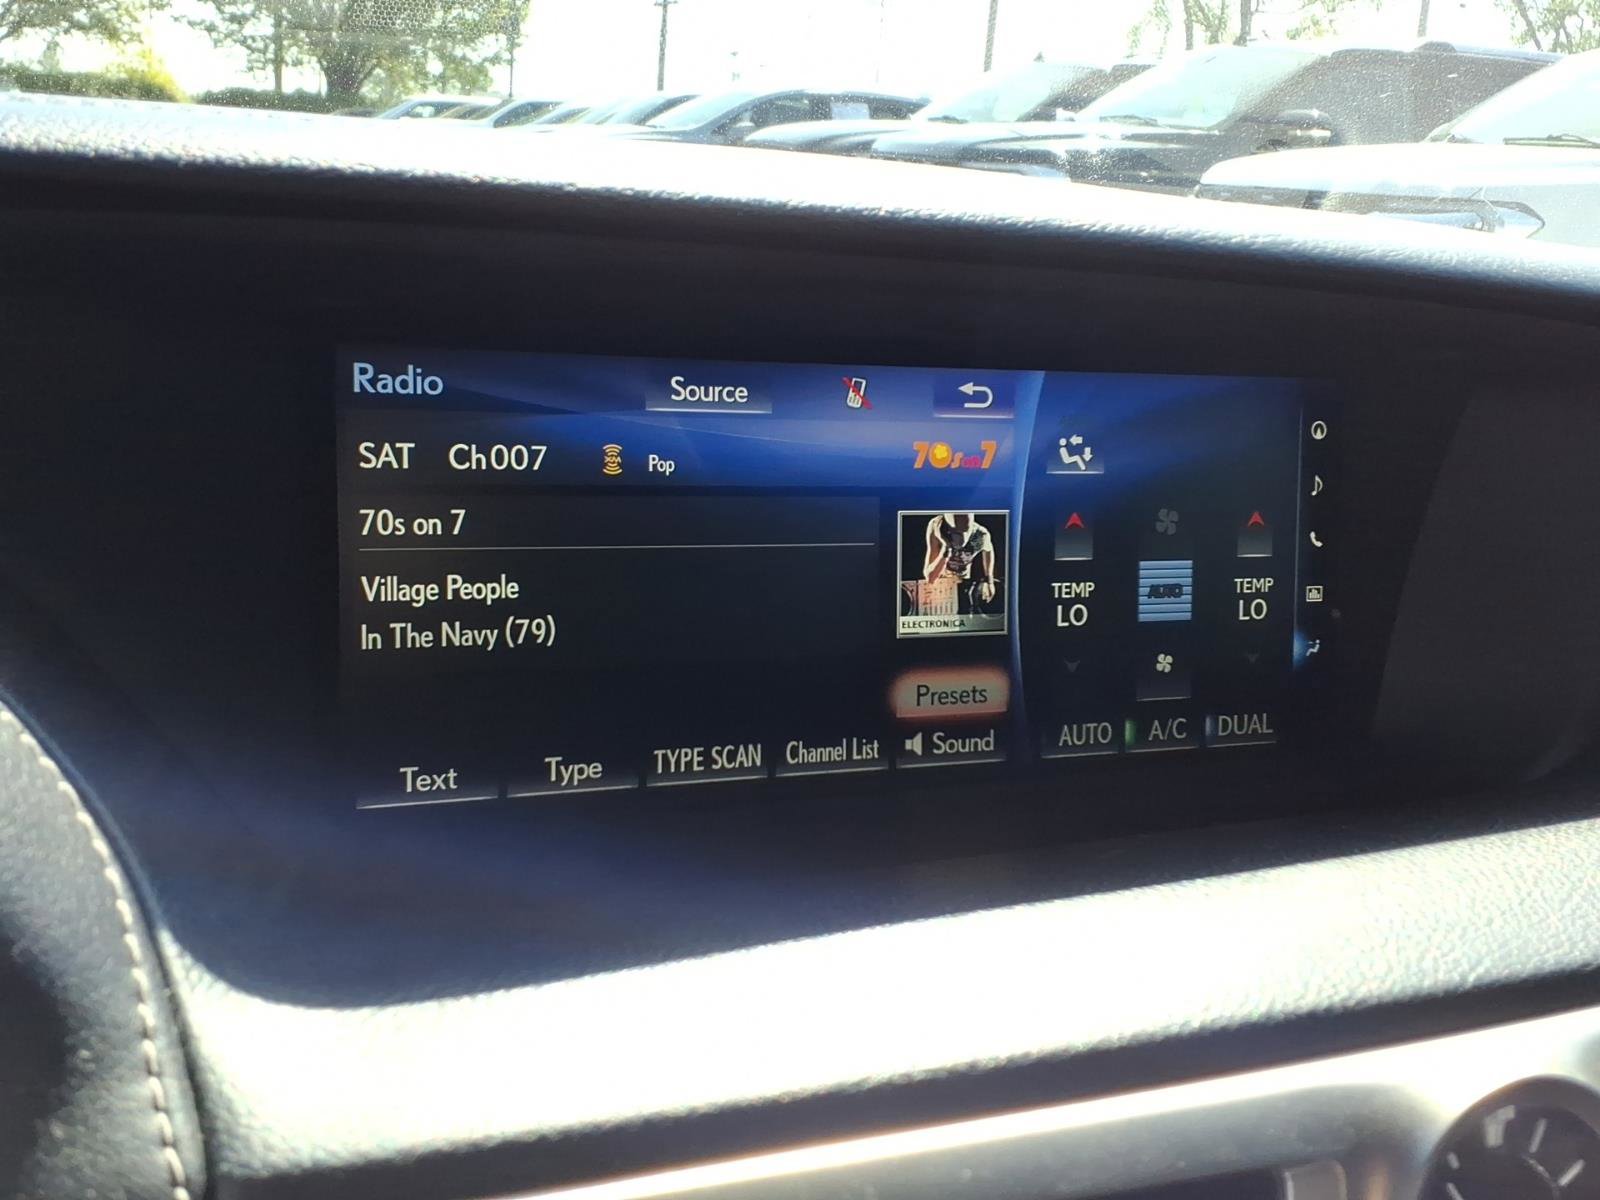 Radio
Source
SAT Ch007 XM Pop
70s on 7
70s on 7
Village People
In The Navy (79)
ELECTRONICA
Presets
Text
Type
TYPE SCAN
Channel List
Sound
TEMP
LO
AUTO
TEMP
LO
AUTO
A/C
DUAL